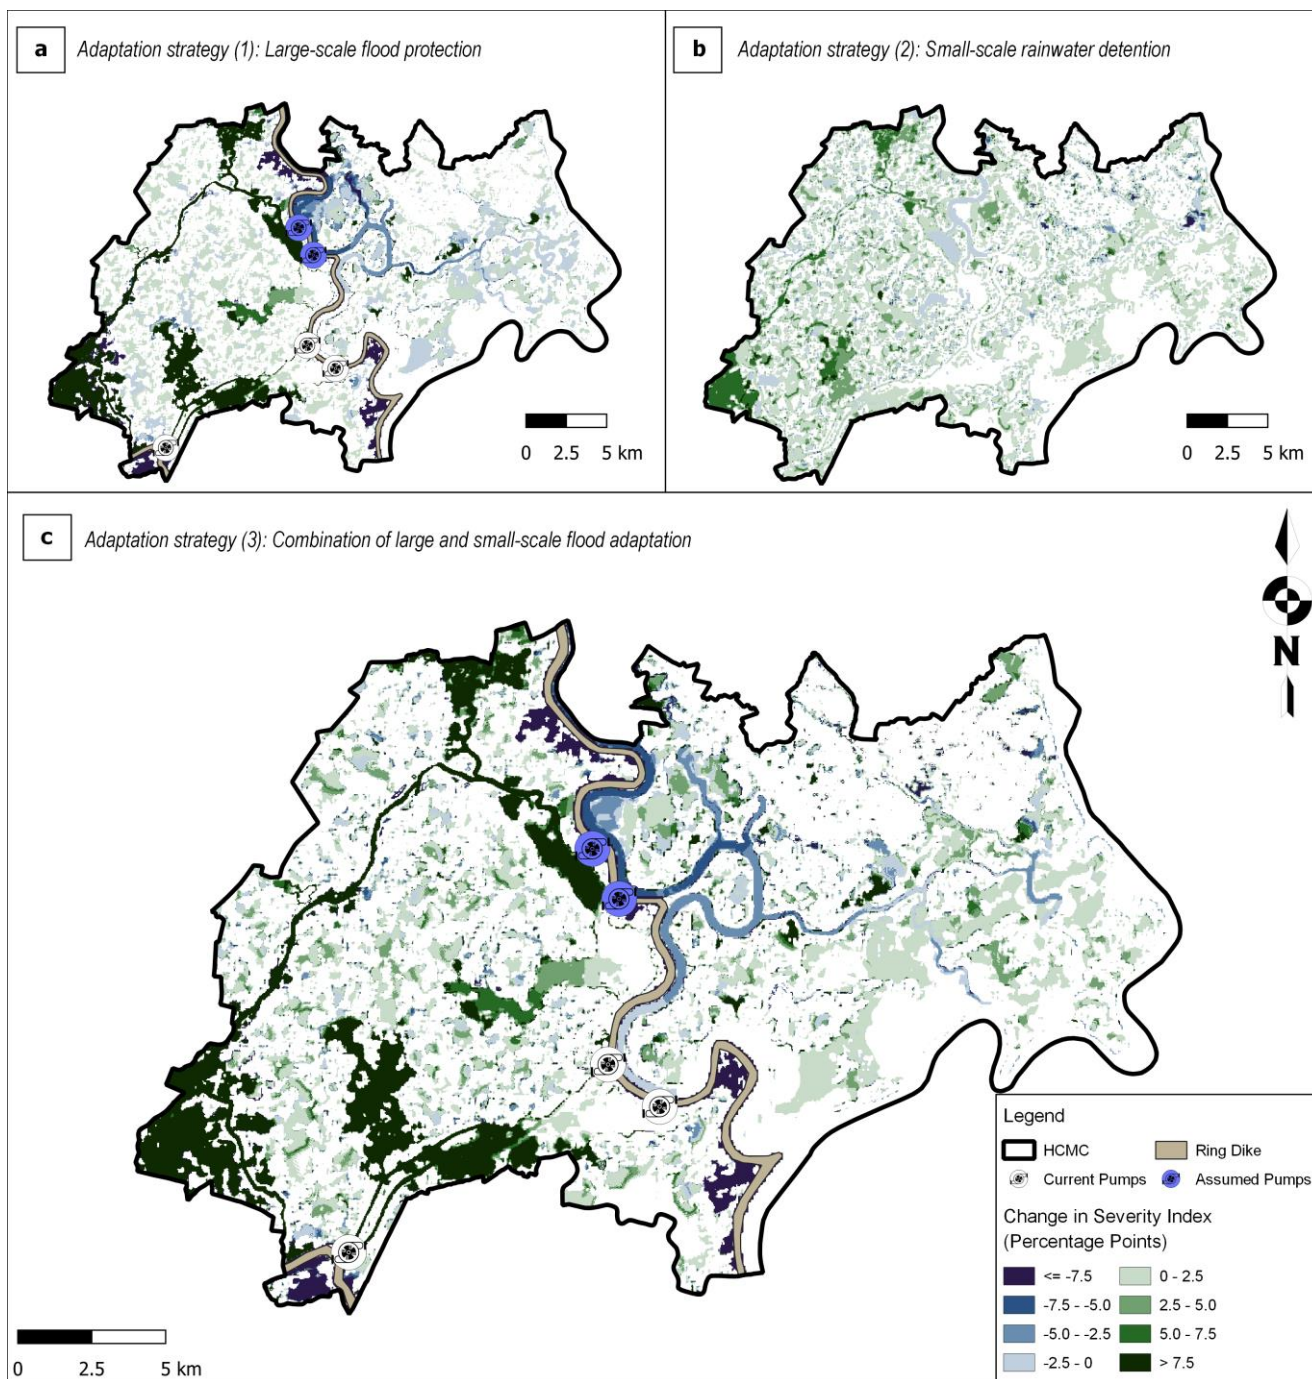 a
Adaptation strategy (1): Large-scale flood protection
b
Adaptation strategy (2): Small-scale rainwater detention
0 2.5 5 km
0 2.5 5 km
c
Adaptation strategy (3): Combination of large and small-scale flood adaptation
N
Legend
HCMC Ring Dike
Current Pumps Assumed Pumps
Change in Severity Index
(Percentage Points)
<= -7.5 0 - 2.5
-7.5 - -5.0 2.5 - 5.0
-5.0 - -2.5 5.0 - 7.5
-2.5 - 0 > 7.5
0 2.5 5 km